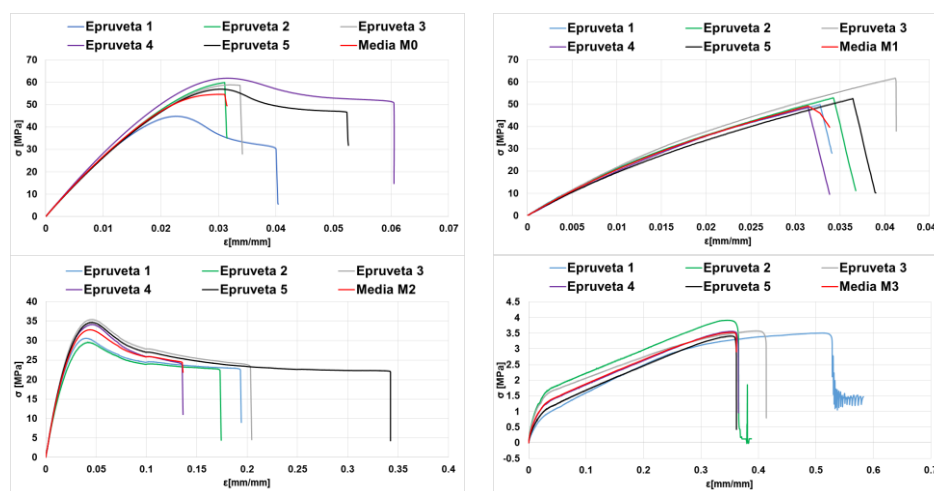 Epruveta 1 Epruveta 2 Epruveta 3
Epruveta 4 Epruveta 5 Media M0
70
60
50
40
30
20
10
0
σ [MPa]
0 0.01 0.02 0.03 0.04 0.05 0.06 0.07
ε[mm/mm]
Epruveta 1 Epruveta 2 Epruveta 3
Epruveta 4 Epruveta 5 Media M1
70
60
50
40
30
20
10
0
σ [MPa]
0 0.005 0.01 0.015 0.02 0.025 0.03 0.035 0.04 0.04
ε[mm/mm]
Epruveta 1 Epruveta 2 Epruveta 3
Epruveta 4 Epruveta 5 Media M2
40
35
30
25
20
15
10
5
0
σ [MPa]
0 0.05 0.1 0.15 0.2 0.25 0.3 0.35 0.4
ε[mm/mm]
Epruveta 1 Epruveta 2 Epruveta 3
Epruveta 4 Epruveta 5 Media M3
4.5
3.5
2.5
1.5
0.5
-0.5
σ [MPa]
0 0.1 0.2 0.3 0.4 0.5 0.6 0.7
ε[mm/mm]